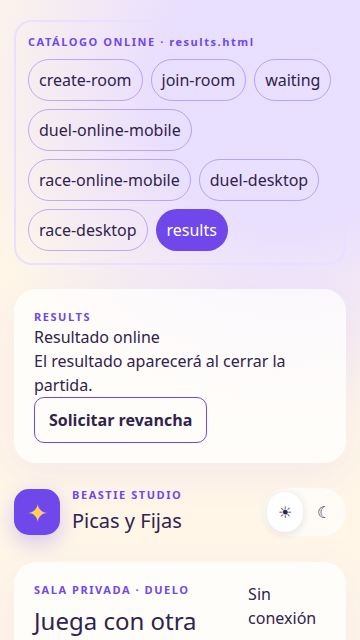 CATÁLOGO ONLINE · results.html
create-room join-room waiting
duel-online-mobile
race-online-mobile duel-desktop
race-desktop results
RESULTS
Resultado online
El resultado aparecerá al cerrar la
partida.
Solicitar revancha
BEASTIE STUDIO
Picas y Fijas
SALA PRIVADA · DUELO
Juega con otra
Sin
conexión